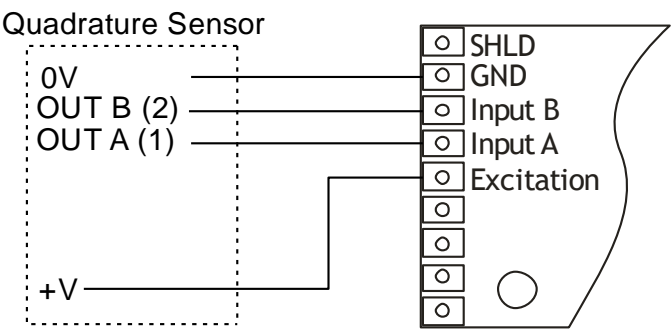 Quadrature Sensor
0V
OUT B (2)
OUT A (1)
+V
SHLD
GND
Input B
Input A
Excitation